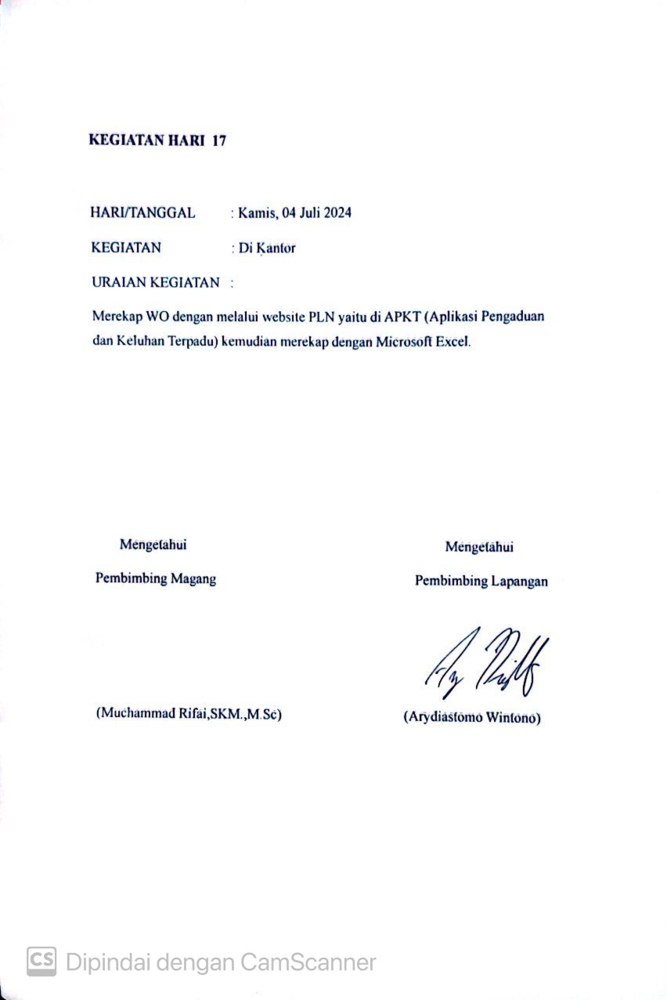 KEGIATAN HARI 17
HARI/TANGGAL : Kamis, 04 Juli 2024
KEGIATAN : Di Kantor
URAIAN KEGIATAN :
Merekap WO dengan melalui website PLN yaitu di APKT (Aplikasi Pengaduan
dan Keluhan Terpadu) kemudian merekap dengan Microsoft Excel.
Mengetahui Mengetahui
Pembimbing Magang Pembimbing Lapangan
(Muchammad Rifai,SKM.,M.Sc) (Arydiastomo Wintono)
CS Dipindai dengan CamScanner